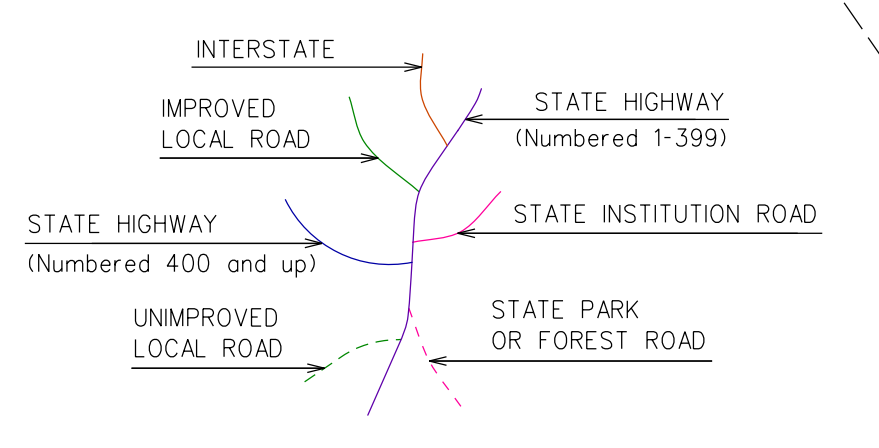 INTERSTATE
STATE HIGHWAY
(Numbered 1-399)
IMPROVED
LOCAL ROAD
STATE HIGHWAY
(Numbered 400 and up)
STATE INSTITUTION ROAD
UNIMPROVED
LOCAL ROAD
STATE PARK
OR FOREST ROAD